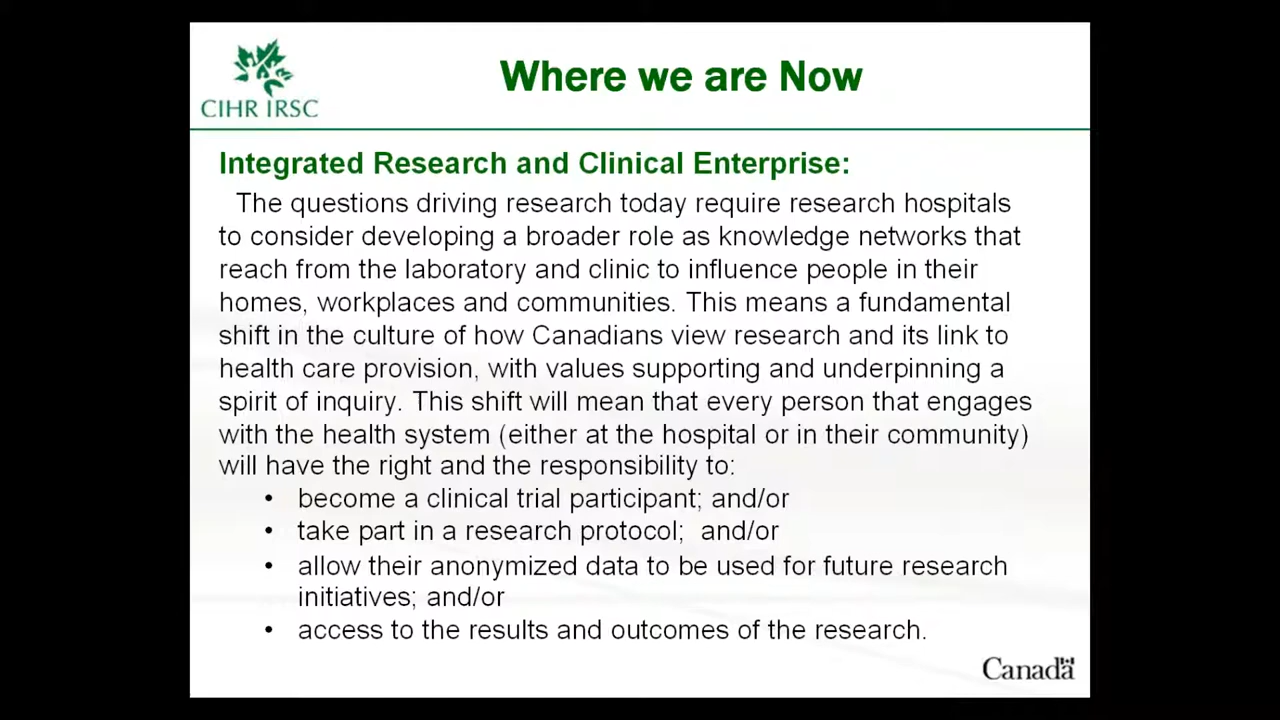 CIHR IRSC
Where we are Now
Integrated Research and Clinical Enterprise:
The questions driving research today require research hospitals
to consider developing a broader role as knowledge networks that
reach from the laboratory and clinic to influence people in their
homes, workplaces and communities. This means a fundamental
shift in the culture of how Canadians view research and its link to
health care provision, with values supporting and underpinning a
spirit of inquiry. This shift will mean that every person that engages
with the health system (either at the hospital or in their community)
will have the right and the responsibility to:
• become a clinical trial participant; and/or
• take part in a research protocol; and/or
• allow their anonymized data to be used for future research
initiatives; and/or
• access to the results and outcomes of the research.
Canada